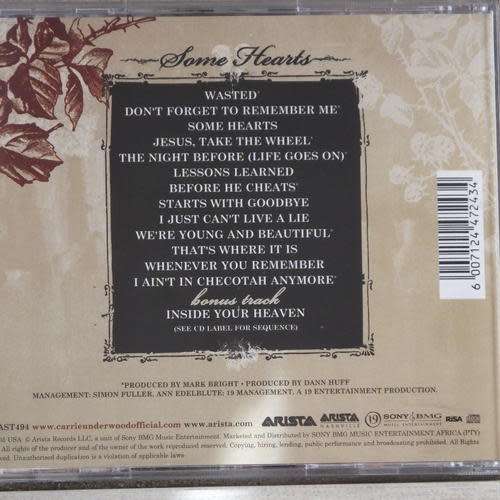 Some Hearts
WASTED*
DON'T FORGET TO REMEMBER ME*
SOME HEARTS
JESUS, TAKE THE WHEEL*
THE NIGHT BEFORE (LIFE GOES ON)*
LESSONS LEARNED
BEFORE HE CHEATS*
STARTS WITH GOODBYE
I JUST CAN'T LIVE A LIE
WE'RE YOUNG AND BEAUTIFUL*
THAT'S WHERE IT IS
WHENEVER YOU REMEMBER
I AIN'T IN CHECOTAH ANYMORE*
bonus track
INSIDE YOUR HEAVEN
(SEE CD LABEL FOR SEQUENCE)
6 007124 472434
*PRODUCED BY MARK BRIGHT • PRODUCED BY DANN HUFF
MANAGEMENT: SIMON FULLER, ANN EDELBLUTE: 19 MANAGEMENT, A 19 ENTERTAINMENT PRODUCTION.
AST494 www.carrieunderwoodofficial.com www.arista.com ARISTA ARISTA NASHVILLE 19 SONY BMG MUSIC ENTERTAINMENT RiSA
USA © Arista Records LLC, a unit of Sony BMG Music Entertainment. Marketed and Distributed by SONY BMG MUSIC ENTERTAINMENT AFRICA (PTY)
All rights of the producer and of the owner of the work reproduced reserved. Copying, hiring, lending, public performance and broadcasting prohibited. All Rights
Reserved. Unauthorised duplication is a violation of applicable laws.